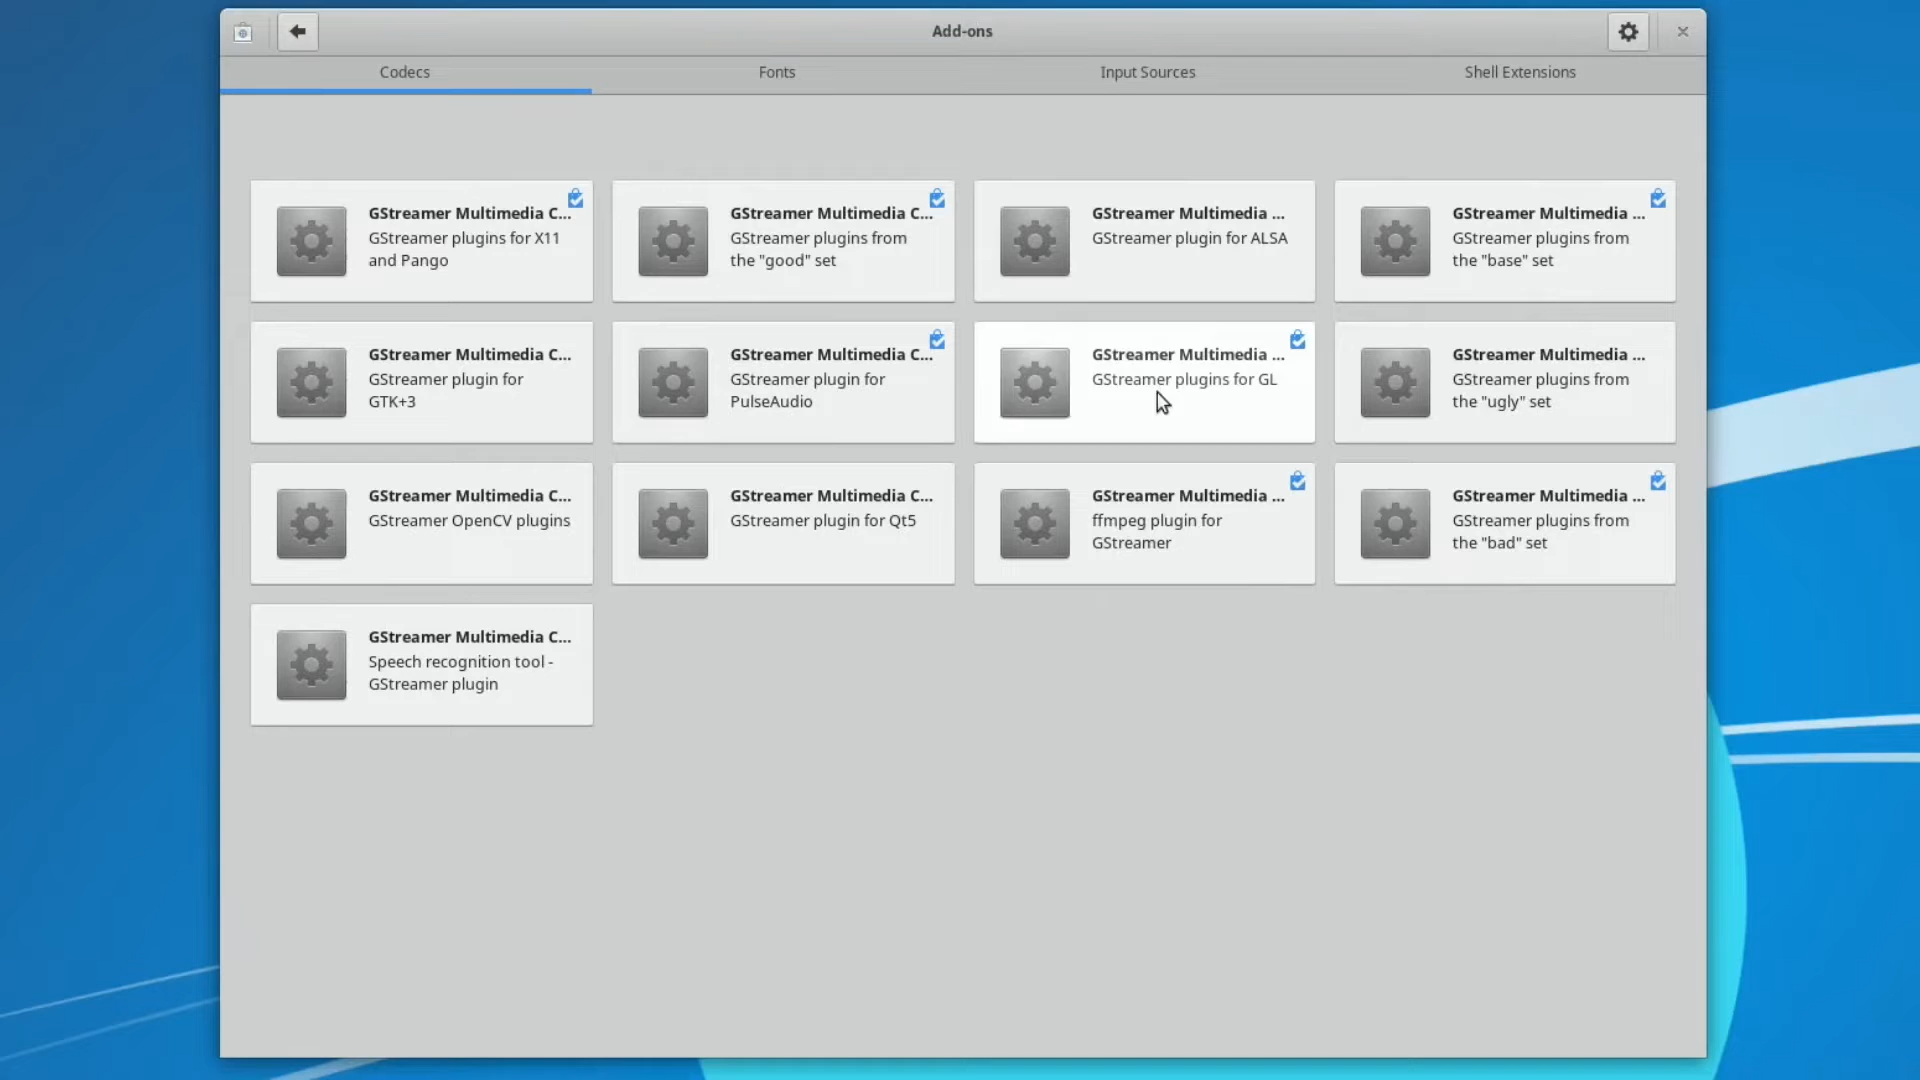 Add-ons
Codecs
Fonts
Input Sources
Shell Extensions
GStreamer Multimedia C...
GStreamer plugins for X11
and Pango
GStreamer Multimedia C...
GStreamer plugins from
the "good" set
GStreamer Multimedia ...
GStreamer plugin for ALSA
GStreamer Multimedia ...
GStreamer plugins from
the "base" set
GStreamer Multimedia C...
GStreamer plugin for
GTK+3
GStreamer Multimedia C...
GStreamer plugin for
PulseAudio
GStreamer Multimedia ...
GStreamer plugins for GL
GStreamer Multimedia ...
GStreamer plugins from
the "ugly" set
GStreamer Multimedia C...
GStreamer OpenCV plugins
GStreamer Multimedia C...
GStreamer plugin for Qt5
GStreamer Multimedia ...
ffmpeg plugin for
GStreamer
GStreamer Multimedia ...
GStreamer plugins from
the "bad" set
GStreamer Multimedia C...
Speech recognition tool -
GStreamer plugin